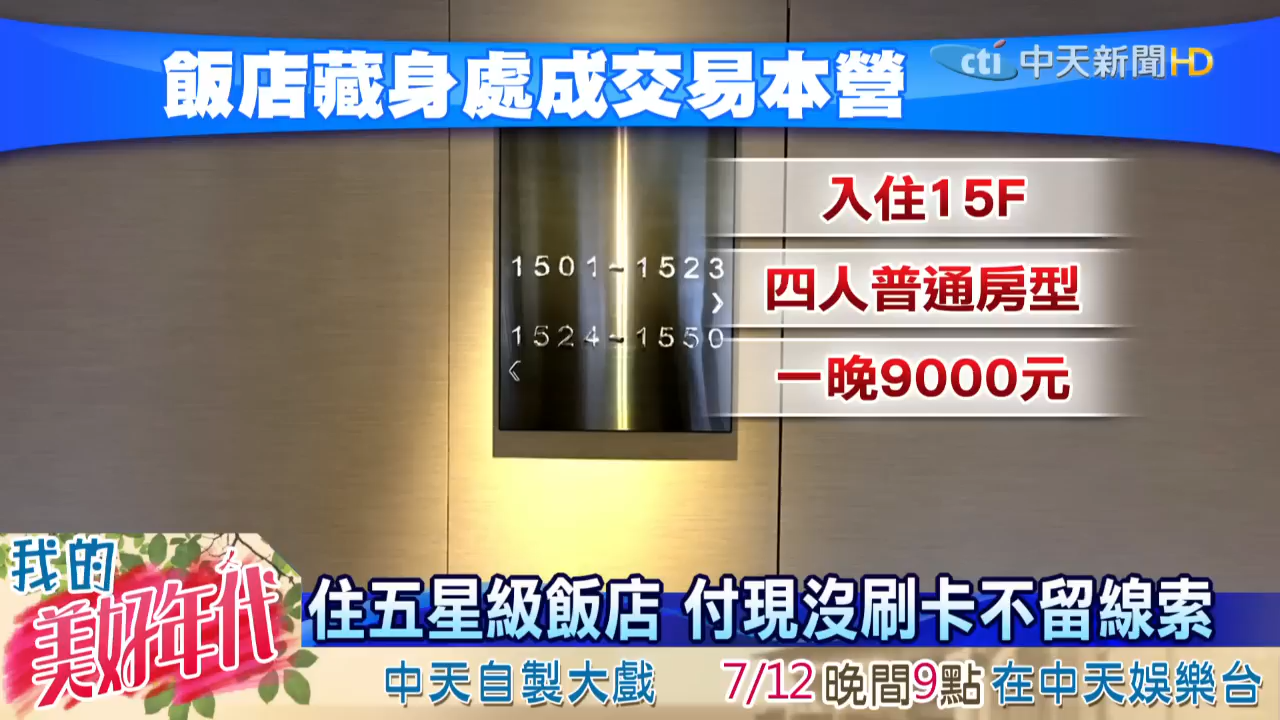 飯店藏身處成交易本營
cti 中天新聞HD
入住15F
1501~1523
四人普通房型
1524~1550
一晚9000元
我的
美好年代
住五星級飯店 付現沒刷卡不留線索
中天自製大戲 7/12晚間9點在中天娛樂台